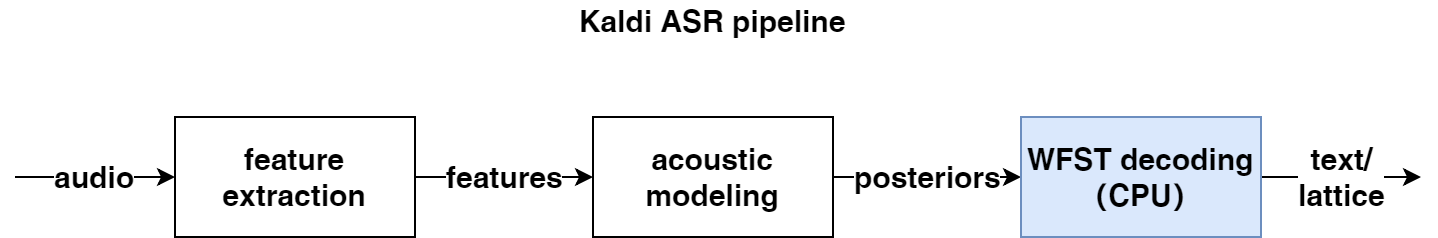 Kaldi ASR pipeline
audio
feature
extraction
features
acoustic
modeling
posteriors
WFST decoding
(CPU)
text/
lattice